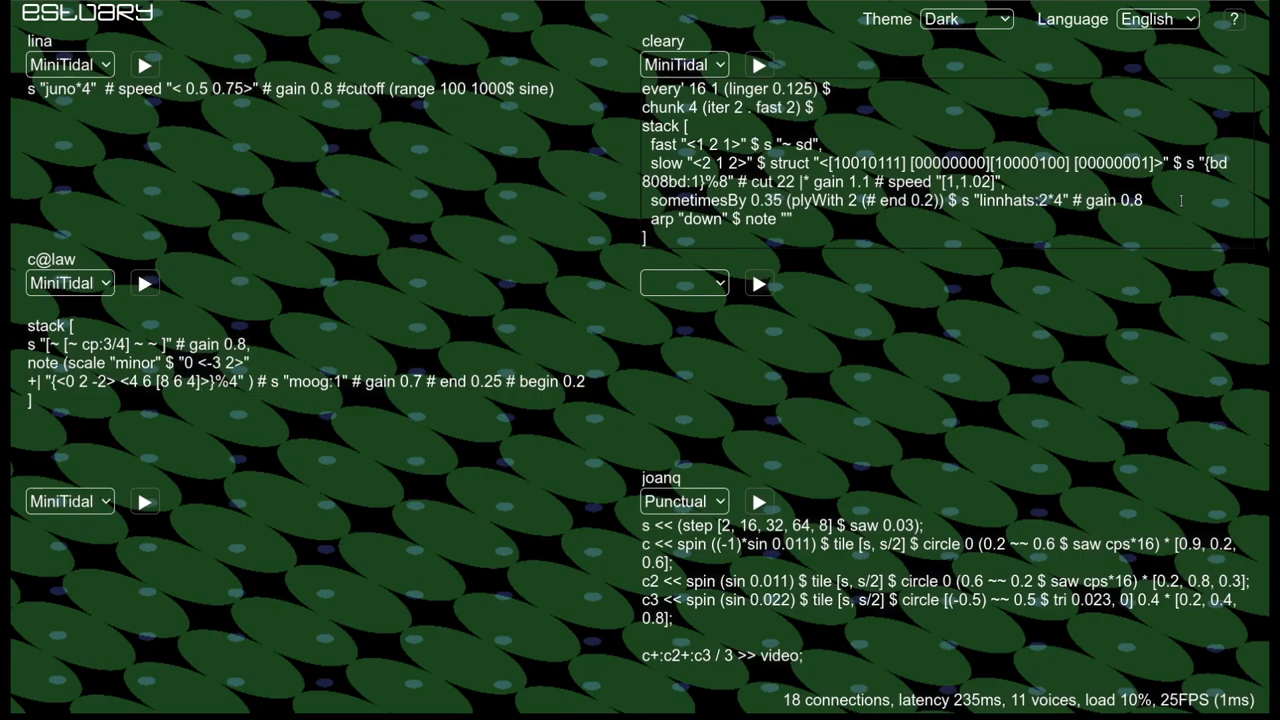 estuary
Theme Dark Language English ?
lina
MiniTidal
s "juno*4"  # speed "< 0.5 0.75>" # gain 0.8 #cutoff (range 100 1000$ sine)
cleary
MiniTidal
every' 16 1 (linger 0.125) $
chunk 4 (iter 2 . fast 2) $
stack [
  fast "<1 2 1>" $ s "~ sd",
  slow "<2 1 2>" $ struct "<[10010111] [00000000][10000100] [00000001]>" $ s "{bd
808bd:1}%8" # cut 22 |* gain 1.1 # speed "[1,1.02]",
  sometimesBy 0.35 (plyWith 2 (# end 0.2)) $ s "linnhats:2*4" # gain 0.8
  arp "down" $ note ""
]
c@law
MiniTidal
stack [
s "[~ [~ cp:3/4] ~ ~ ]" # gain 0.8,
note (scale "minor" $ "0 <-3 2>"
+| "{<0 2 -2> <4 6 [8 6 4]>}%4" ) # s "moog:1" # gain 0.7 # end 0.25 # begin 0.2
]
MiniTidal
joanq
Punctual
s << (step [2, 16, 32, 64, 8] $ saw 0.03);
c << spin ((-1)*sin 0.011) $ tile [s, s/2] $ circle 0 (0.2 ~~ 0.6 $ saw cps*16) * [0.9, 0.2,
0.6];
c2 << spin (sin 0.011) $ tile [s, s/2] $ circle 0 (0.6 ~~ 0.2 $ saw cps*16) * [0.2, 0.8, 0.3];
c3 << spin (sin 0.022) $ tile [s, s/2] $ circle [(-0.5) ~~ 0.5 $ tri 0.023, 0] 0.4 * [0.2, 0.4,
0.8];
c+:c2+:c3 / 3 >> video;
18 connections, latency 235ms, 11 voices, load 10%, 25FPS (1ms)